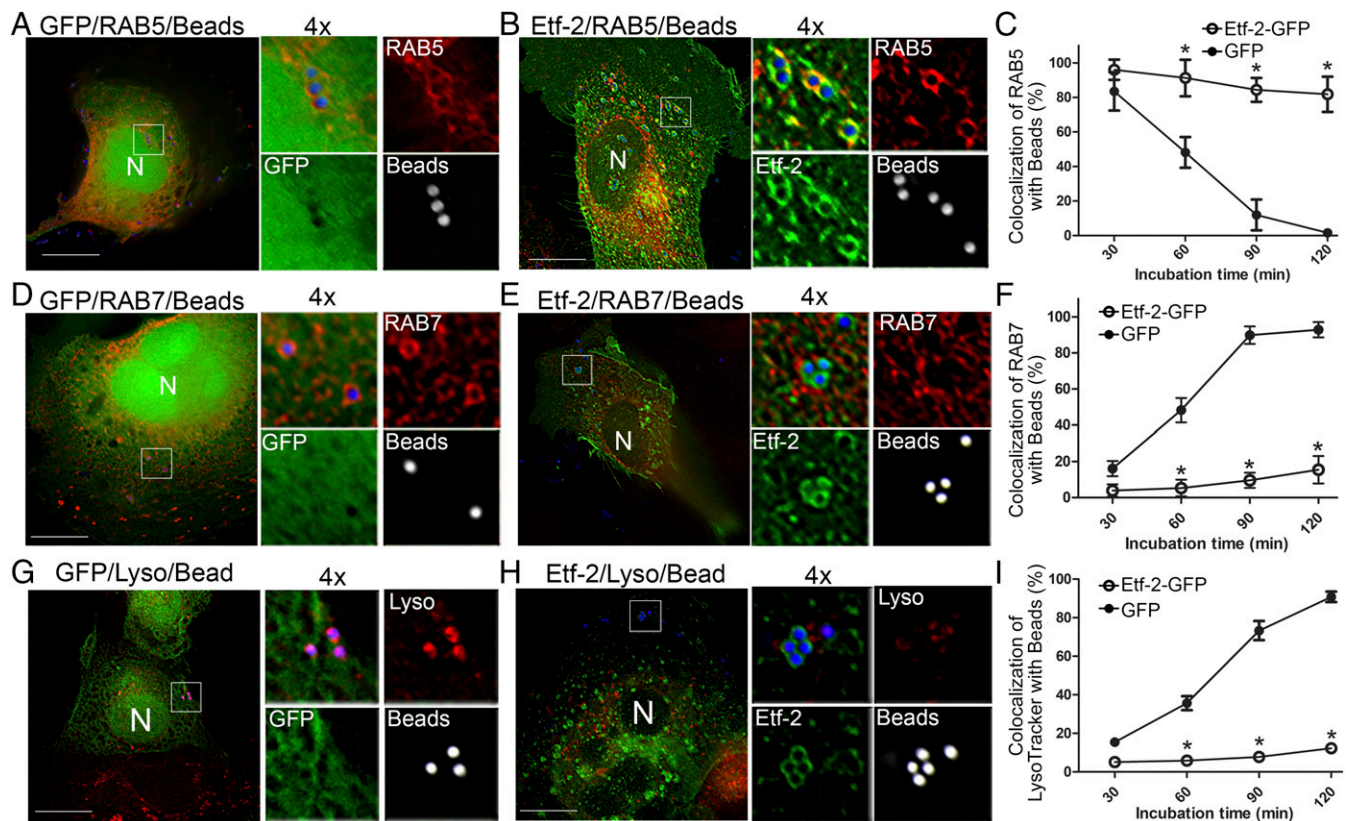 A GFP/RAB5/Beads
4x
RAB5
N
GFP
Beads
B Etf-2/RAB5/Beads
4x
RAB5
N
Etf-2
Beads
C
Etf-2-GFP
GFP
Colocalization of RAB5
with Beads (%)
100
80
60
40
20
0
* * *
30 60 90 120
Incubation time (min)
D GFP/RAB7/Beads
4x
RAB7
N
GFP
Beads
E Etf-2/RAB7/Beads
4x
RAB7
N
Etf-2
Beads
F
Etf-2-GFP
GFP
Colocalization of RAB7
with Beads (%)
100
80
60
40
20
0
* * *
30 60 90 120
Incubation time (min)
G GFP/Lyso/Bead
4x
Lyso
N
GFP
Beads
H Etf-2/Lyso/Bead
4x
Lyso
N
Etf-2
Beads
I
Etf-2-GFP
GFP
Colocalization of
LysoTracker with Beads (%)
100
80
60
40
20
0
* * *
30 60 90 120
Incubation time (min)